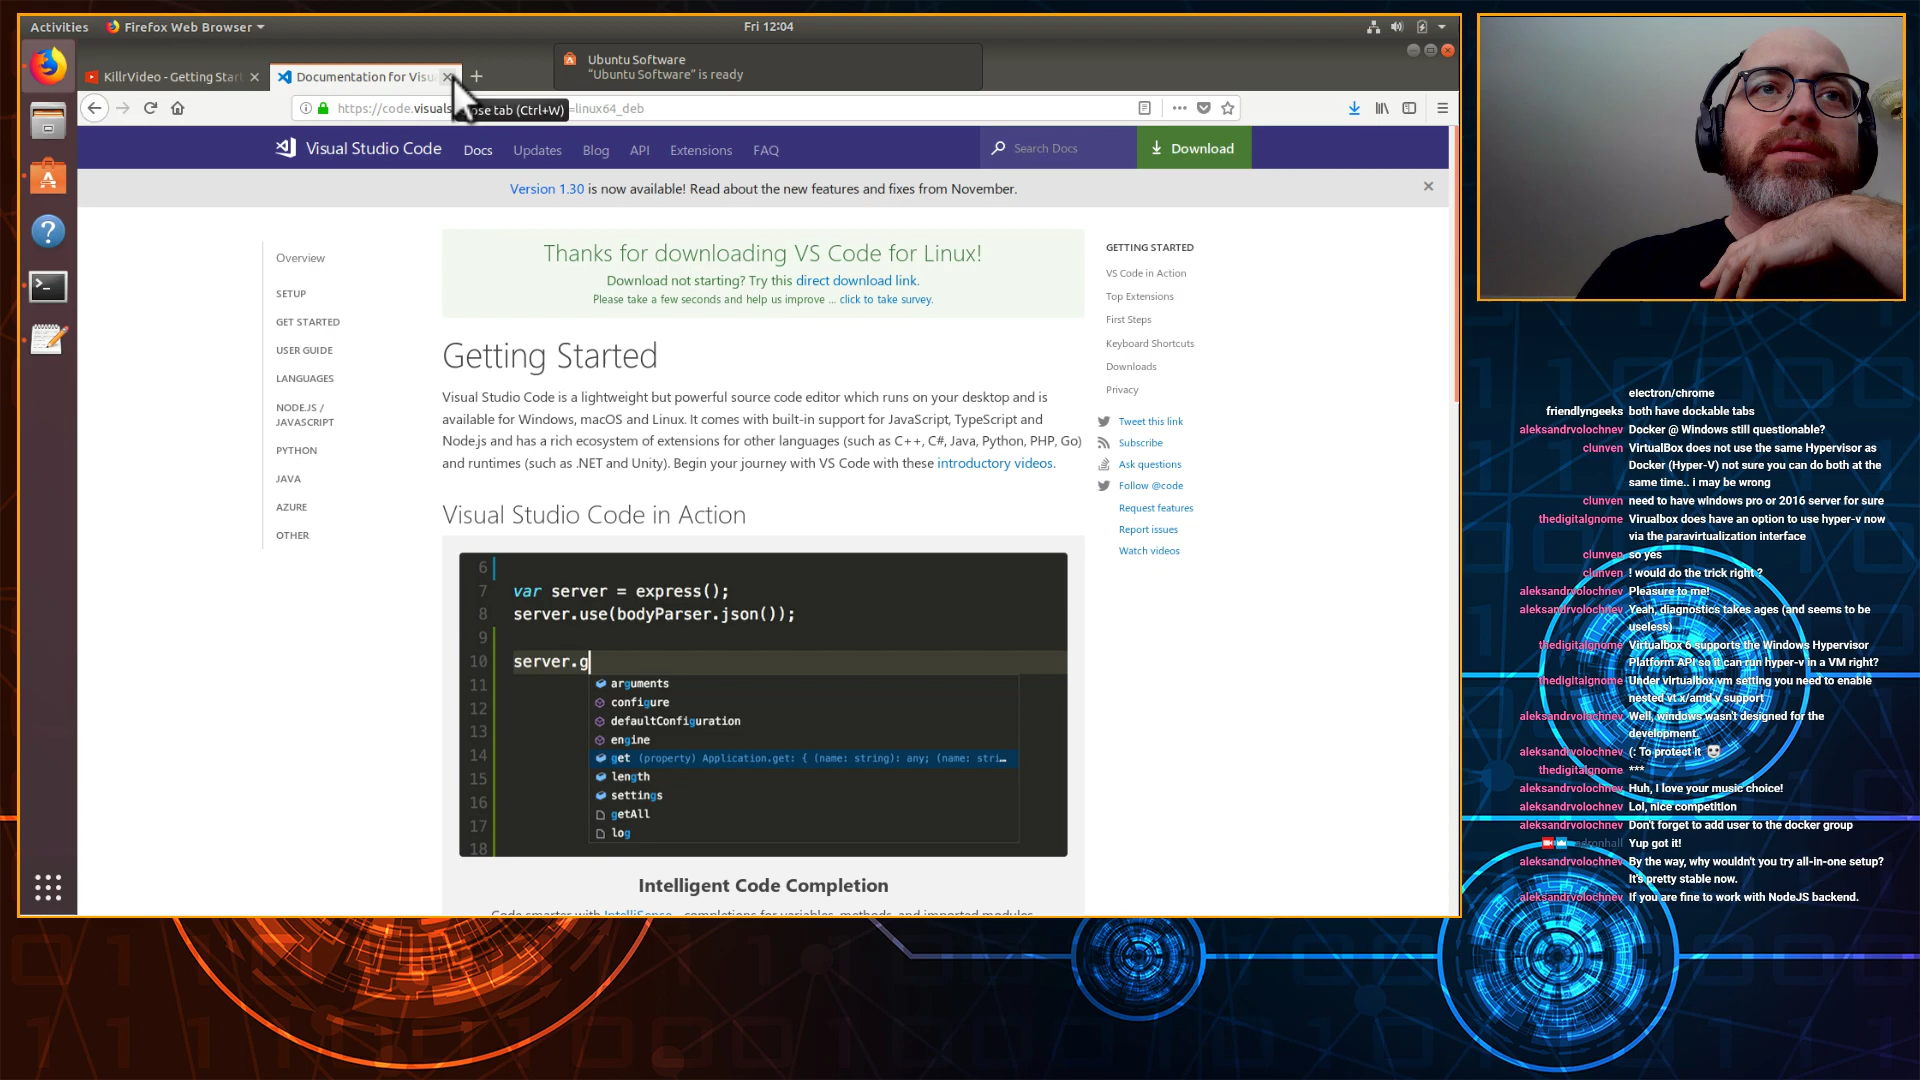 Activities
Firefox Web Browser
Fri 12:04
KillrVideo - Getting Start
Documentation for Visu
Ubuntu Software
"Ubuntu Software" is ready
https://code.visuals
ose tab (Ctrl+W)
=linux64_deb
Visual Studio Code
Docs
Updates
Blog
API
Extensions
FAQ
Search Docs
Download
Version 1.30 is now available! Read about the new features and fixes from November.
Overview
SETUP
GET STARTED
USER GUIDE
LANGUAGES
NODE.JS /
JAVASCRIPT
PYTHON
JAVA
AZURE
OTHER
Thanks for downloading VS Code for Linux!
Download not starting? Try this direct download link.
Please take a few seconds and help us improve ... click to take survey.
Getting Started
Visual Studio Code is a lightweight but powerful source code editor which runs on your desktop and is
available for Windows, macOS and Linux. It comes with built-in support for JavaScript, TypeScript and
Node.js and has a rich ecosystem of extensions for other languages (such as C++, C#, Java, Python, PHP, Go)
and runtimes (such as .NET and Unity). Begin your journey with VS Code with these introductory videos.
Visual Studio Code in Action
6
7 var server = express();
8 server.use(bodyParser.json());
9
10 server.g
11 arguments
12 configure
defaultConfiguration
13 engine
14 get (property) Application.get: { (name: string): any; (name: stri…
15 length
16 settings
getAll
17 log
18
Intelligent Code Completion
Code smarter with IntelliSense - completions for variables, methods, and imported modules.
GETTING STARTED
VS Code in Action
Top Extensions
First Steps
Keyboard Shortcuts
Downloads
Privacy
Tweet this link
Subscribe
Ask questions
Follow @code
Request features
Report issues
Watch videos
electron/chrome
friendlyngeeks both have dockable tabs
aleksandrvolochnev Docker @ Windows still questionable?
clunven VirtualBox does not use the same Hypervisor as
Docker (Hyper-V) not sure you can do both at the
same time.. i may be wrong
clunven need to have windows pro or 2016 server for sure
thedigitalgnome Virualbox does have an option to use hyper-v now
via the paravirtualization interface
clunven so yes
clunven ! would do the trick right ?
aleksandrvolochnev Pleasure to me!
aleksandrvolochnev Yeah, diagnostics takes ages (and seems to be
useless)
thedigitalgnome Virtualbox 6 supports the Windows Hypervisor
Platform API so it can run hyper-v in a VM right?
thedigitalgnome Under virtualbox vm setting you need to enable
nested vt x/amd v support
aleksandrvolochnev Well, windows wasn't designed for the
development.
aleksandrvolochnev (: To protect it
thedigitalgnome ***
aleksandrvolochnev Huh, I love your music choice!
aleksandrvolochnev Lol, nice competition
aleksandrvolochnev Don't forget to add user to the docker group
Yup got it!
aleksandrvolochnev By the way, why wouldn't you try all-in-one setup?
It's pretty stable now.
aleksandrvolochnev If you are fine to work with NodeJS backend.